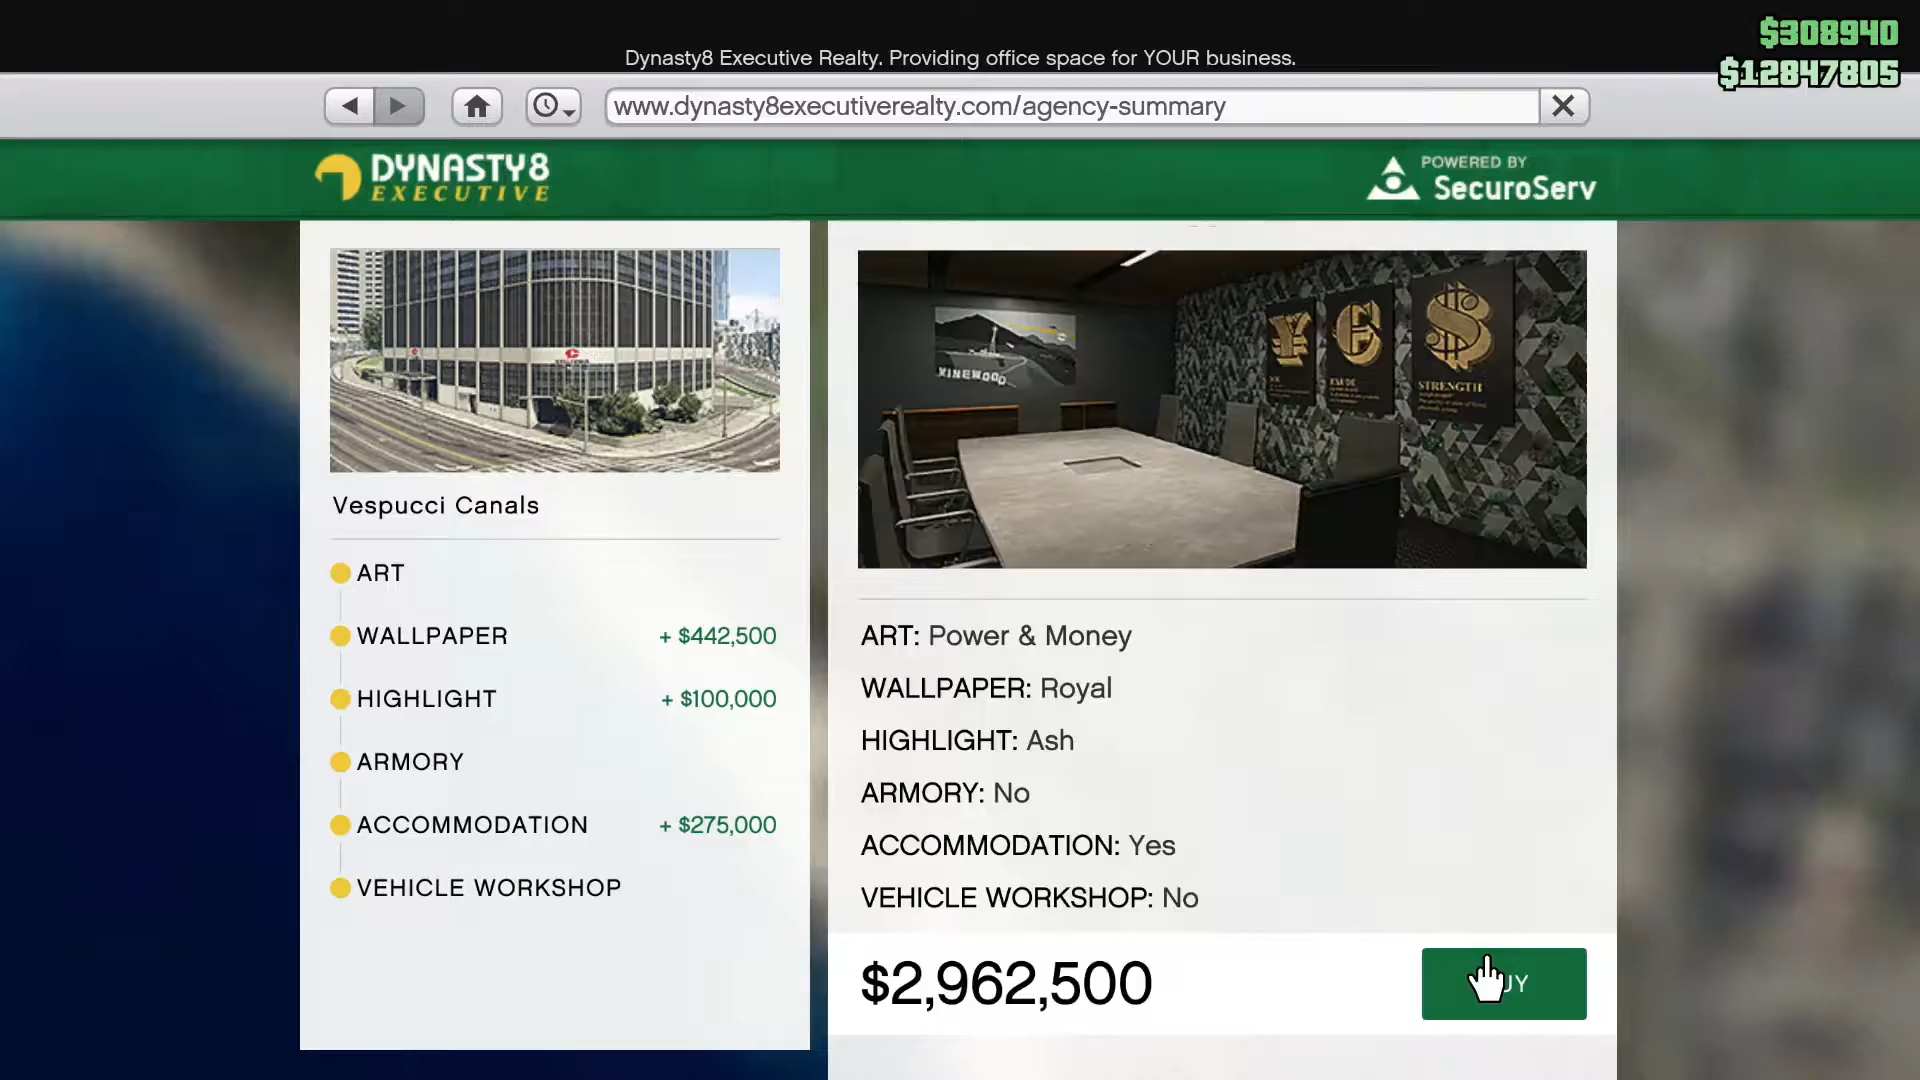 $308940
Dynasty8 Executive Realty. Providing office space for YOUR business.
$12847805
www.dynasty8executiverealty.com/agency-summary
DYNASTY8
EXECUTIVE
POWERED BY
SecuroServ
VINEWOOD
STRENGTH
Vespucci Canals
ART
WALLPAPER + $442,500
HIGHLIGHT + $100,000
ARMORY
ACCOMMODATION + $275,000
VEHICLE WORKSHOP
ART: Power & Money
WALLPAPER: Royal
HIGHLIGHT: Ash
ARMORY: No
ACCOMMODATION: Yes
VEHICLE WORKSHOP: No
$2,962,500